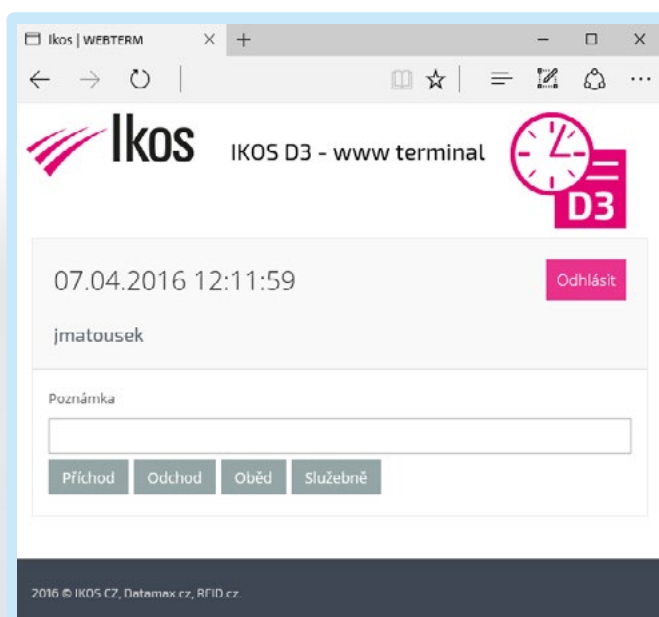 Ikos | WEBTERM
Ikos
IKOS D3 - www terminal
D3
07.04.2016 12:11:59
Odhlásit
jmatousek
Poznámka
Příchod Odchod Oběd Služebně
2016 © IKOS CZ, Datamax.cz, RFID.cz